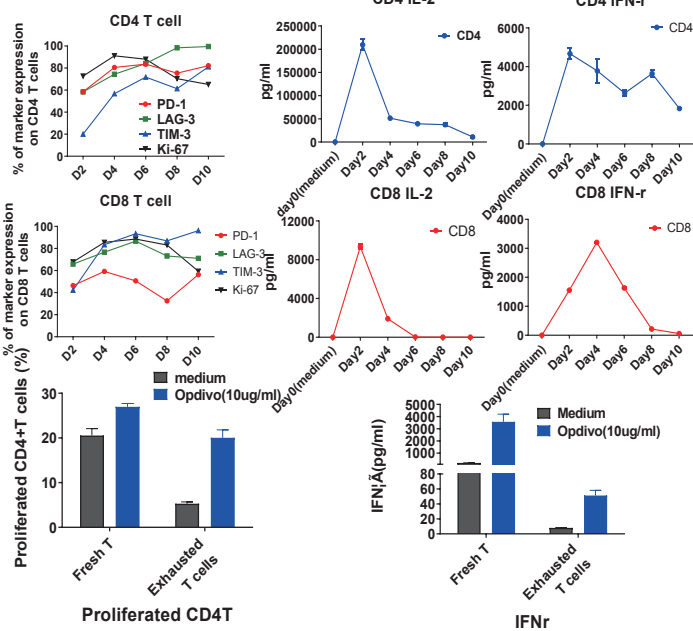 CD4 IL-2
CD4 IFN-r
CD4 T cell
% of marker expression
on CD4 T cells
100
80
60
40
20
0
D2
D4
D6
D8
D10
PD-1
LAG-3
TIM-3
Ki-67
pg/ml
250000
200000
150000
100000
50000
0
CD4
day0(medium)
Day2
Day4
Day6
Day8
Day10
pg/ml
6000
4000
2000
0
CD4
Day0(medium)
Day2
Day4
Day6
Day8
Day10
CD8 T cell
% of marker expression
on CD8 T cells
100
80
60
40
20
0
D2
D4
D6
D8
D10
PD-1
LAG-3
TIM-3
Ki-67
CD8 IL-2
pg/ml
12000
8000
4000
0
CD8
Day0(medium)
Day2
Day4
Day6
Day8
Day10
CD8 IFN-r
pg/ml
4000
3000
2000
1000
0
CD8
Day0(medium)
Day2
Day4
Day6
Day8
Day10
Proliferated CD4+T cells (%)
30
20
10
0
medium
Opdivo(10ug/ml)
Fresh T
Exhausted
T cells
Proliferated CD4T
IFN¦Ã(pg/ml)
5000
4000
3000
2000
1000
80
60
40
20
0
Medium
Opdivo(10ug/ml)
Fresh T
Exhausted
T cells
IFNr